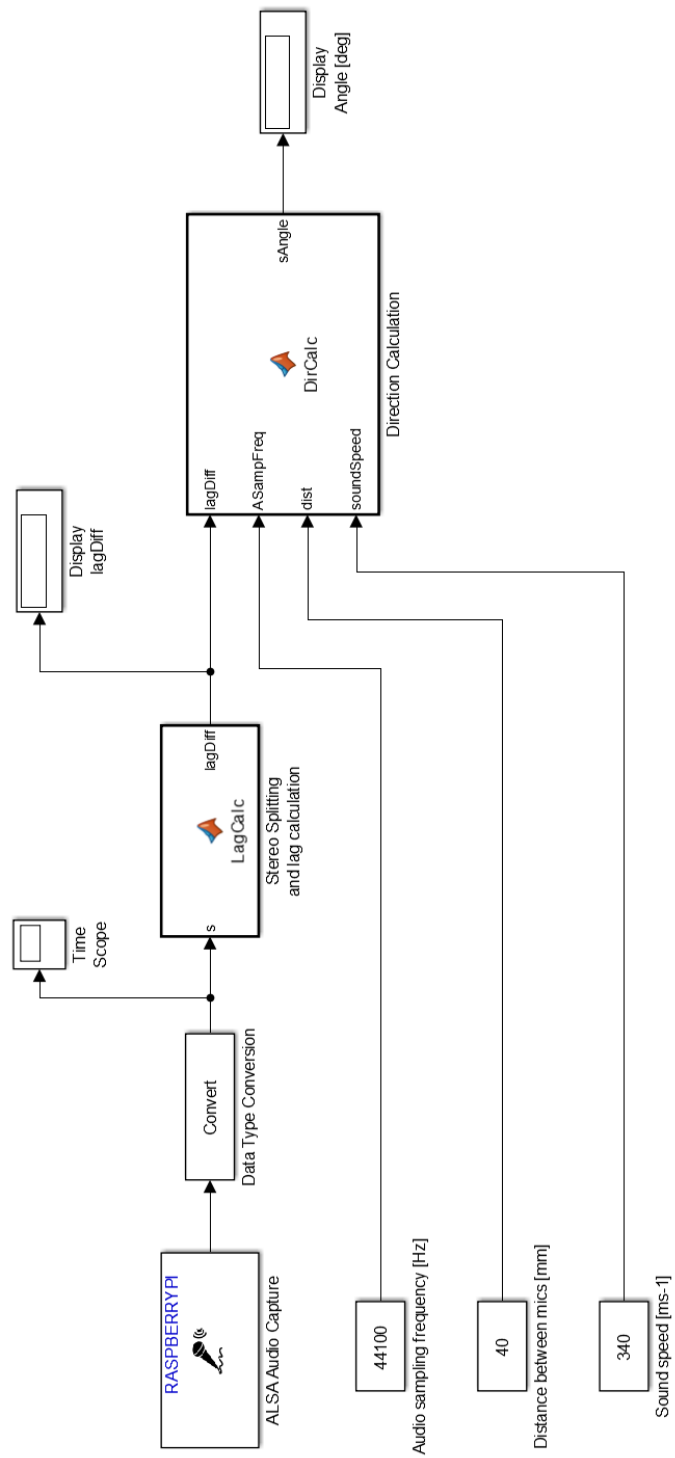 RASPBERRYPI
ALSA Audio Capture
Convert
Data Type Conversion
Time
Scope
s
LagCalc
lagDiff
Stereo Splitting
and lag calculation
Display
lagDiff
lagDiff
ASampFreq
dist
soundSpeed
DirCalc
sAngle
Direction Calculation
Display
Angle [deg]
44100
Audio sampling frequency [Hz]
40
Distance between mics [mm]
340
Sound speed [ms-1]